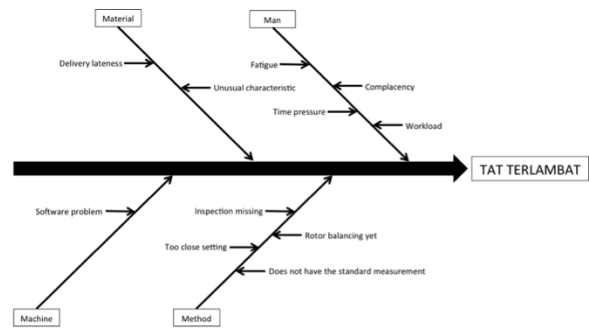 Material
Man
Delivery lateness
Fatigue
Unusual characteristic
Complacency
Time pressure
Workload
TAT TERLAMBAT
Software problem
Inspection missing
Rotor balancing yet
Too close setting
Does not have the standard measurement
Machine
Method